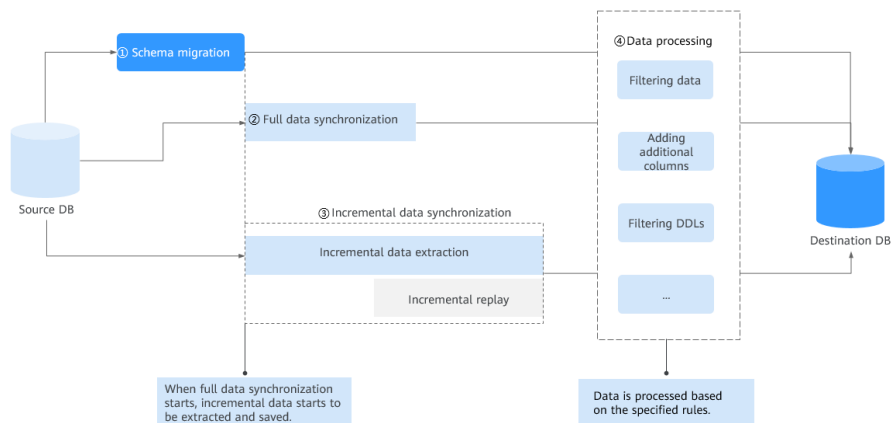 ① Schema migration
④Data processing
Filtering data
② Full data synchronization
Adding
additional
columns
Source DB
③ Incremental data synchronization
Filtering DDLs
Destination DB
Incremental data extraction
...
Incremental replay
When full data synchronization
starts, incremental data starts to
be extracted and saved.
Data is processed based
on the specified rules.